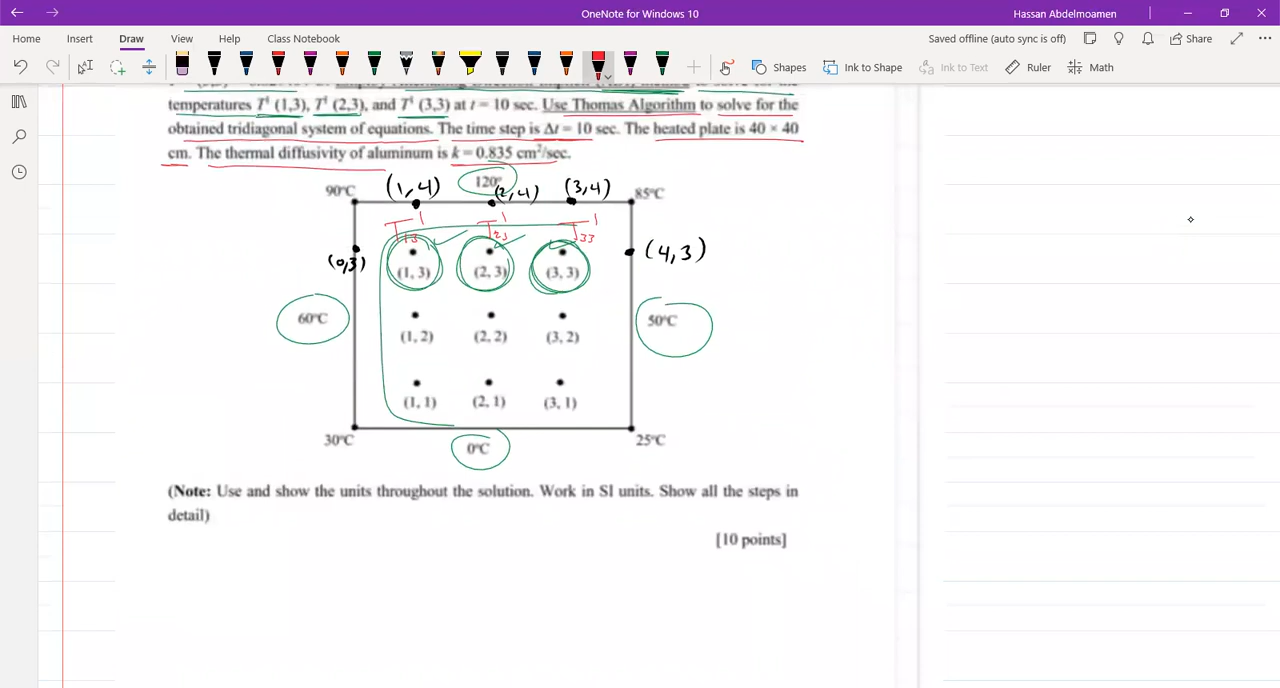 OneNote for Windows 10
Hassan Abdelmoamen
Home Insert Draw View Help Class Notebook
Saved offline (auto sync is off) Share
Shapes Ink to Shape Ink to Text Ruler Math
temperatures T¹ (1,3), T¹ (2,3), and T¹ (3,3) at t = 10 sec. Use Thomas Algorithm to solve for the
obtained tridiagonal system of equations. The time step is Δt = 10 sec. The heated plate is 40 × 40
cm. The thermal diffusivity of aluminum is k = 0.835 cm²/sec.
90°C (1,4) 120° (2,4) (3,4) 85°C
T¹13 T¹23 T¹33
(0,3) (1, 3) (2, 3) (3, 3) (4,3)
60°C 50°C
(1, 2) (2, 2) (3, 2)
(1, 1) (2, 1) (3, 1)
30°C 0°C 25°C
(Note: Use and show the units throughout the solution. Work in SI units. Show all the steps in
detail)
[10 points]